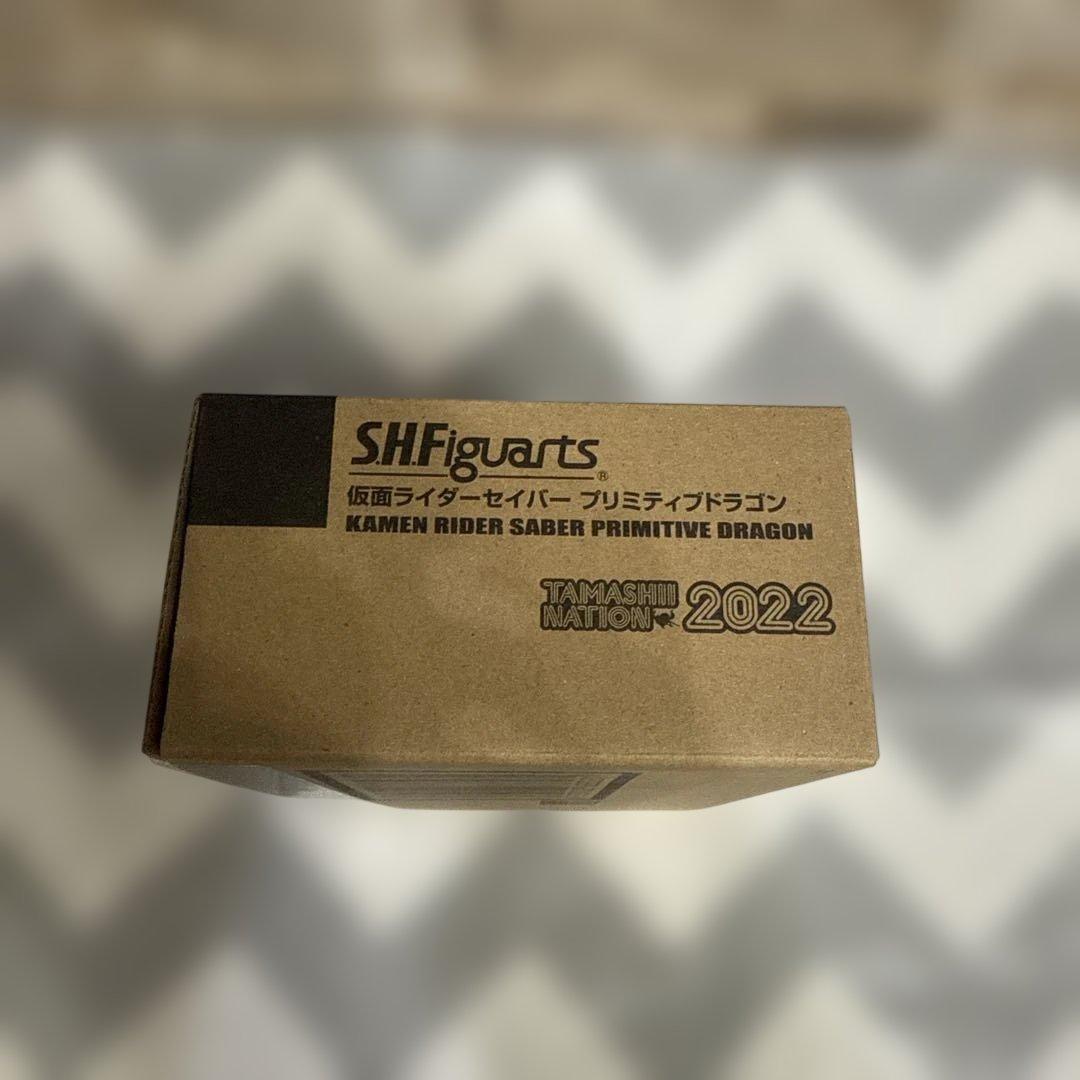 S.H.Figuarts®
仮面ライダーセイバー プリミティブドラゴン
KAMEN RIDER SABER PRIMITIVE DRAGON
TAMASHII
NATION 2022